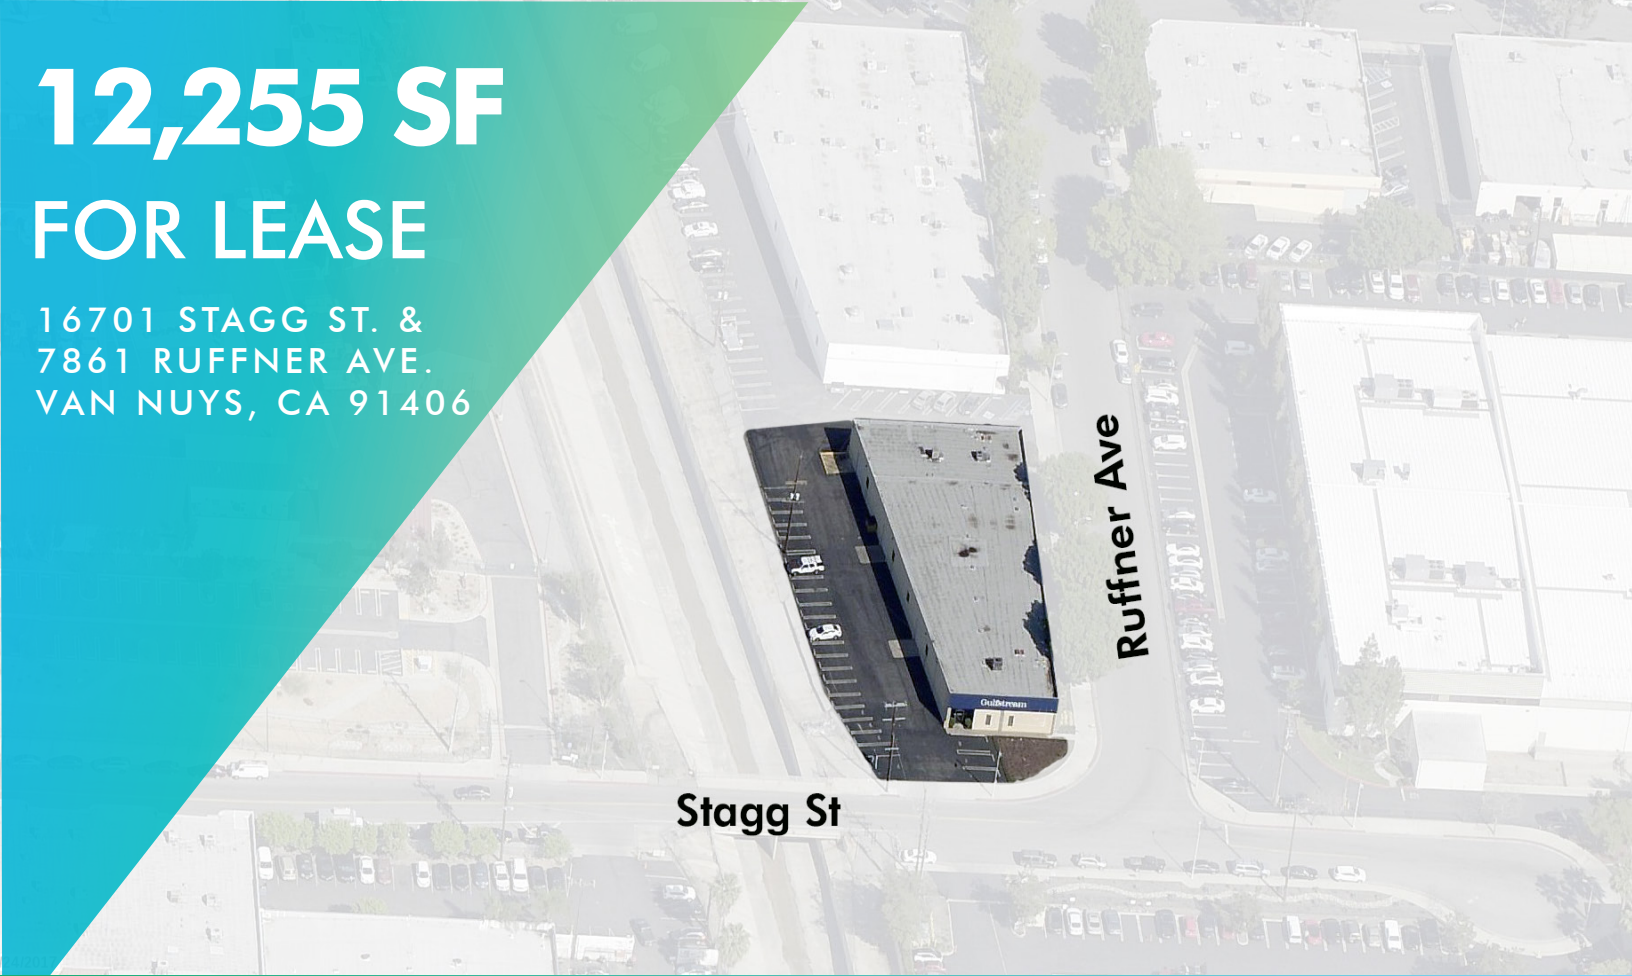 12,255 SF
FOR LEASE
16701 STAGG ST. &
7861 RUFFNER AVE.
VAN NUYS, CA 91406
Ruffner Ave
Gulfstream
Stagg St